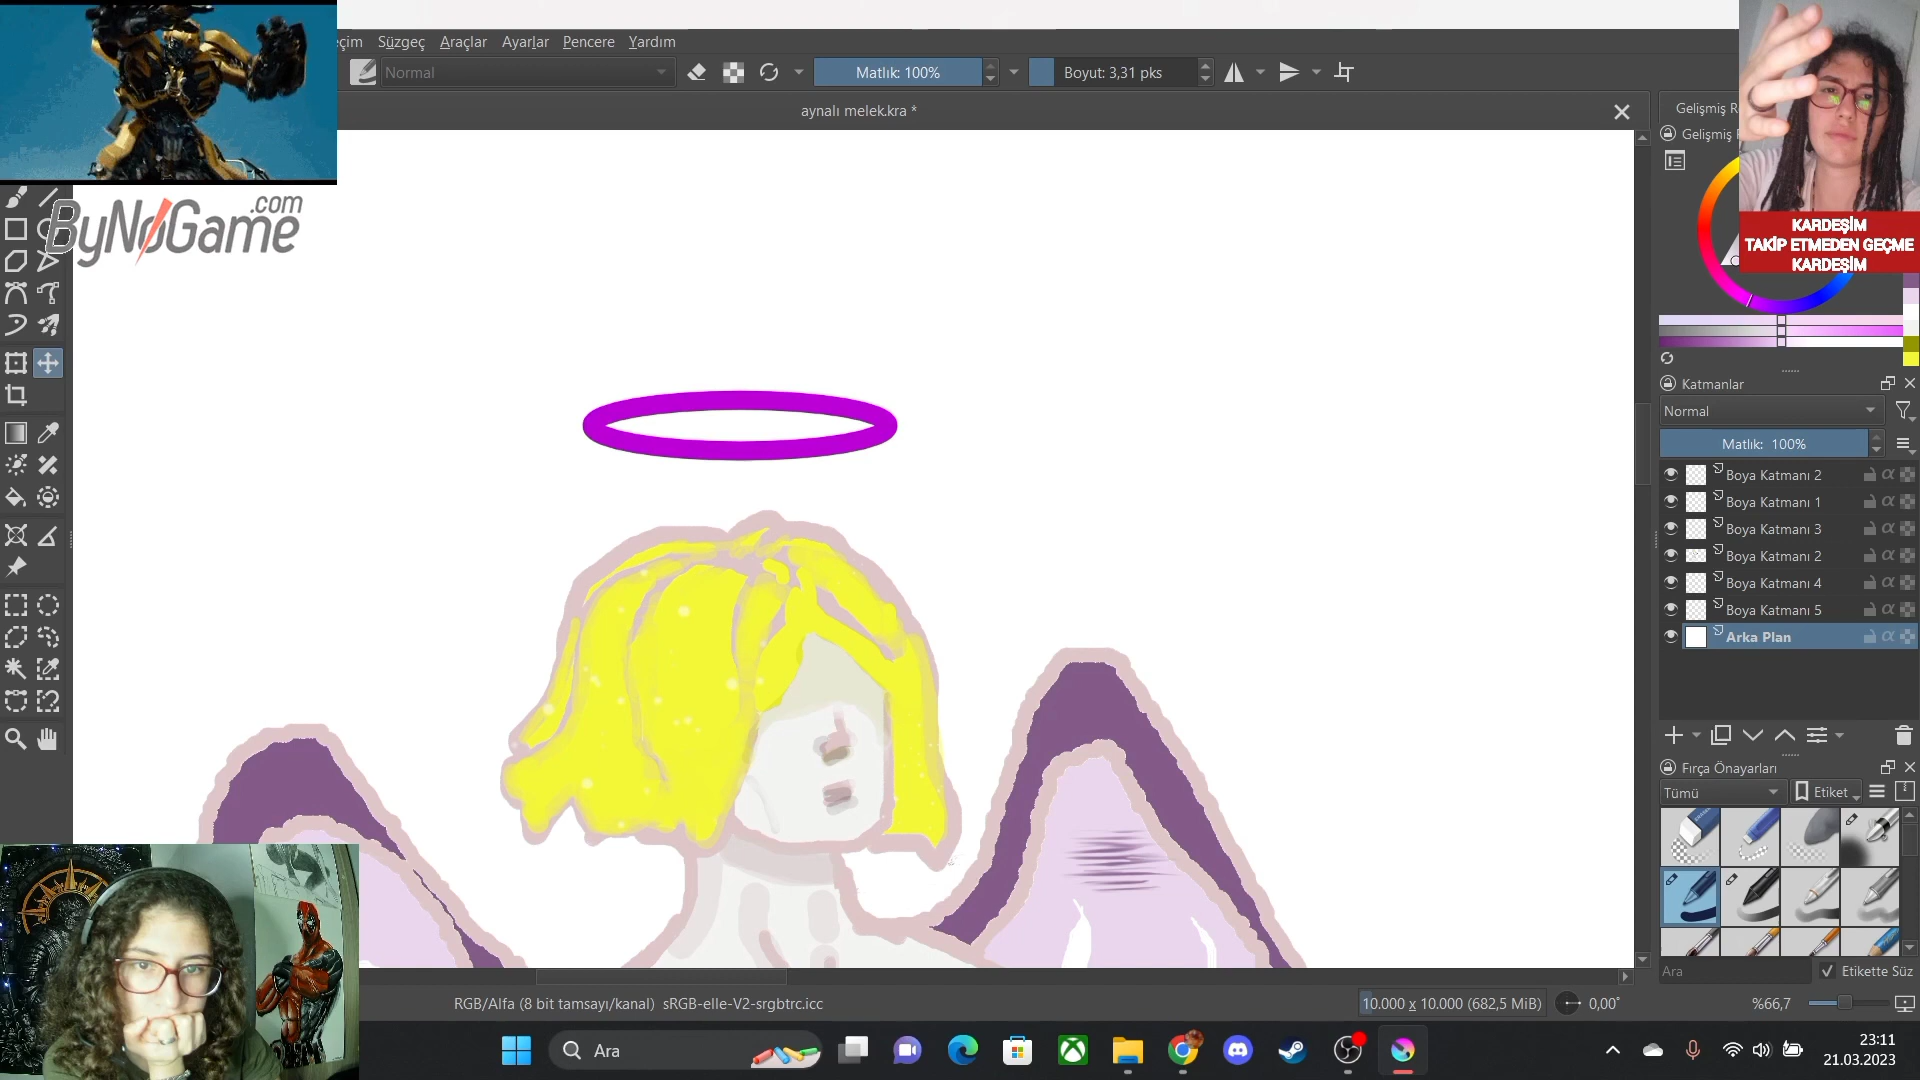 eçim Süzgeç Araçlar Ayarlar Pencere Yardım
Normal
Matlık: 100%
Boyut: 3,31 pks
aynalı melek.kra *
ByNoGame.com
KARDEŞİM
TAKİP ETMEDEN GEÇME
KARDEŞİM
Gelişmiş R
Gelişmiş
Katmanlar
Normal
Matlık: 100%
Boya Katmanı 2
Boya Katmanı 1
Boya Katmanı 3
Boya Katmanı 2
Boya Katmanı 4
Boya Katmanı 5
Arka Plan
Fırça Önayarları
Tümü
Etiket
Ara
Etikette Süz
RGB/Alfa (8 bit tamsayı/kanal) sRGB-elle-V2-srgbtrc.icc
10.000 x 10.000 (682,5 MiB)
0,00°
%66,7
Ara
23:11
21.03.2023